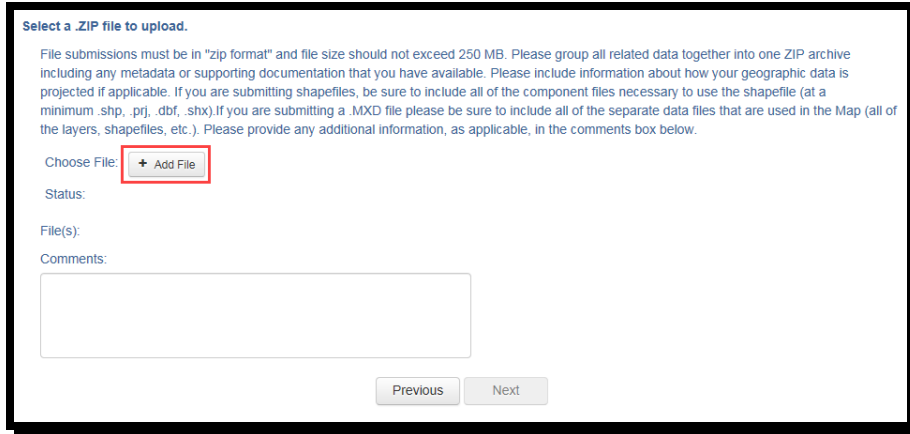 Select a .ZIP file to upload.
File submissions must be in "zip format" and file size should not exceed 250 MB. Please group all related data together into one ZIP archive
including any metadata or supporting documentation that you have available. Please include information about how your geographic data is
projected if applicable. If you are submitting shapefiles, be sure to include all of the component files necessary to use the shapefile (at a
minimum .shp, .prj, .dbf, .shx).If you are submitting a .MXD file please be sure to include all of the separate data files that are used in the Map (all of
the layers, shapefiles, etc.). Please provide any additional information, as applicable, in the comments box below.
Choose File: + Add File
Status:
File(s):
Comments:
Previous Next